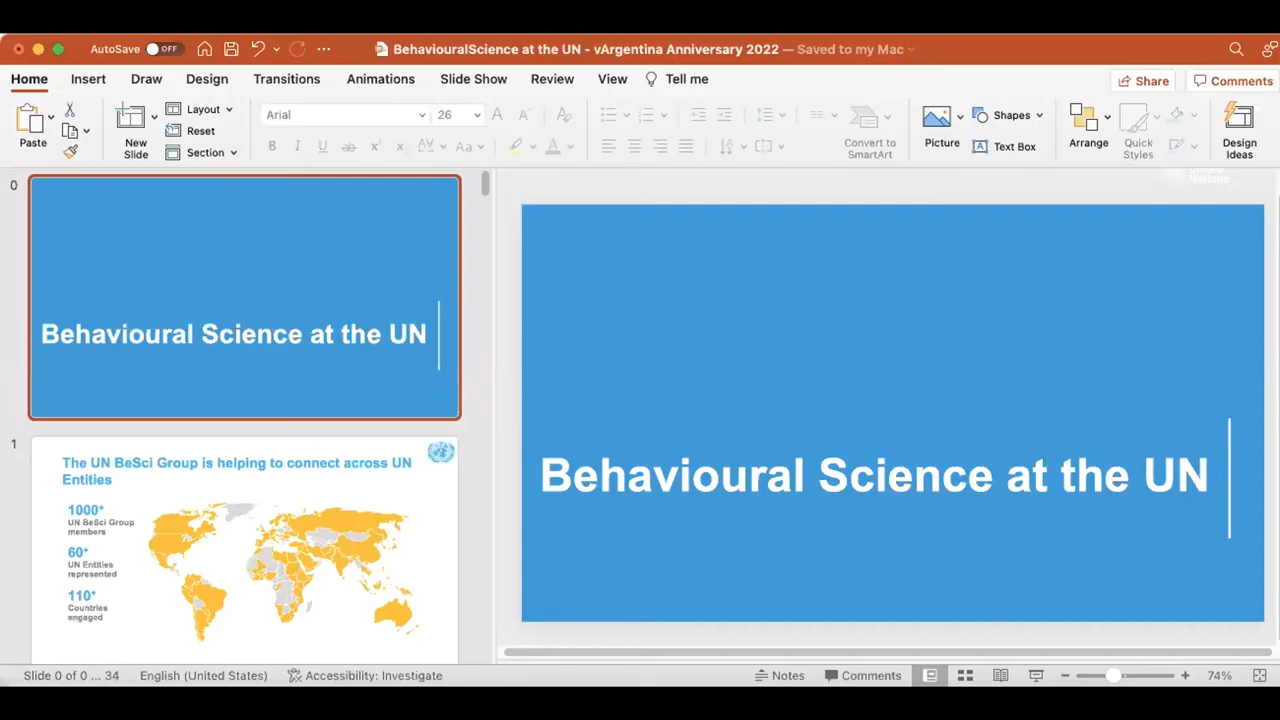 AutoSave OFF BehaviouralScience at the UN - vArgentina Anniversary 2022 — Saved to my Mac
Home Insert Draw Design Transitions Animations Slide Show Review View Tell me Share Comments
Paste
New Slide
Layout
Reset
Section
Arial 26
Convert to SmartArt
Picture
Shapes
Text Box
Arrange
Quick Styles
Design Ideas
Nations
0
Behavioural Science at the UN
1
The UN BeSci Group is helping to connect across UN
Entities
1000+
UN BeSci Group
members
60+
UN Entities
represented
110+
Countries
engaged
Behavioural Science at the UN
Slide 0 of 0 ... 34 English (United States) Accessibility: Investigate Notes Comments 74%